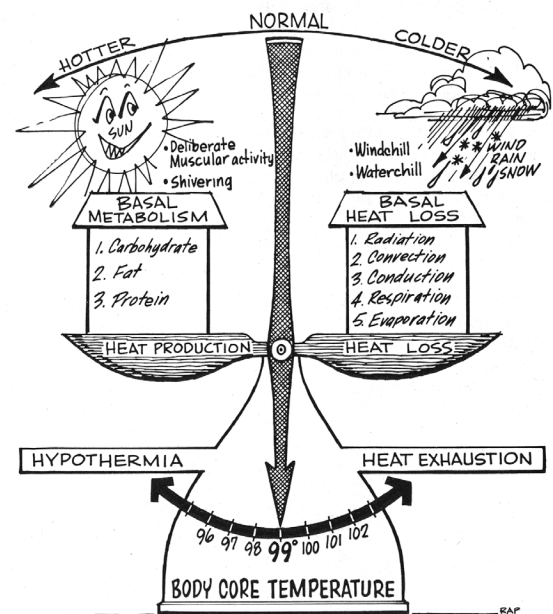 NORMAL
HOTTER
COLDER
SUN
• Deliberate
Muscular activity
• Shivering
• Windchill
• Waterchill
WIND
RAIN
SNOW
BASAL
METABOLISM
1. Carbohydrate
2. Fat
3. Protein
BASAL
HEAT LOSS
1. Radiation
2. Convection
3. Conduction
4. Respiration
5. Evaporation
HEAT PRODUCTION
HEAT LOSS
HYPOTHERMIA
HEAT EXHAUSTION
96 97 98 99° 100 101 102
BODY CORE TEMPERATURE
RAP